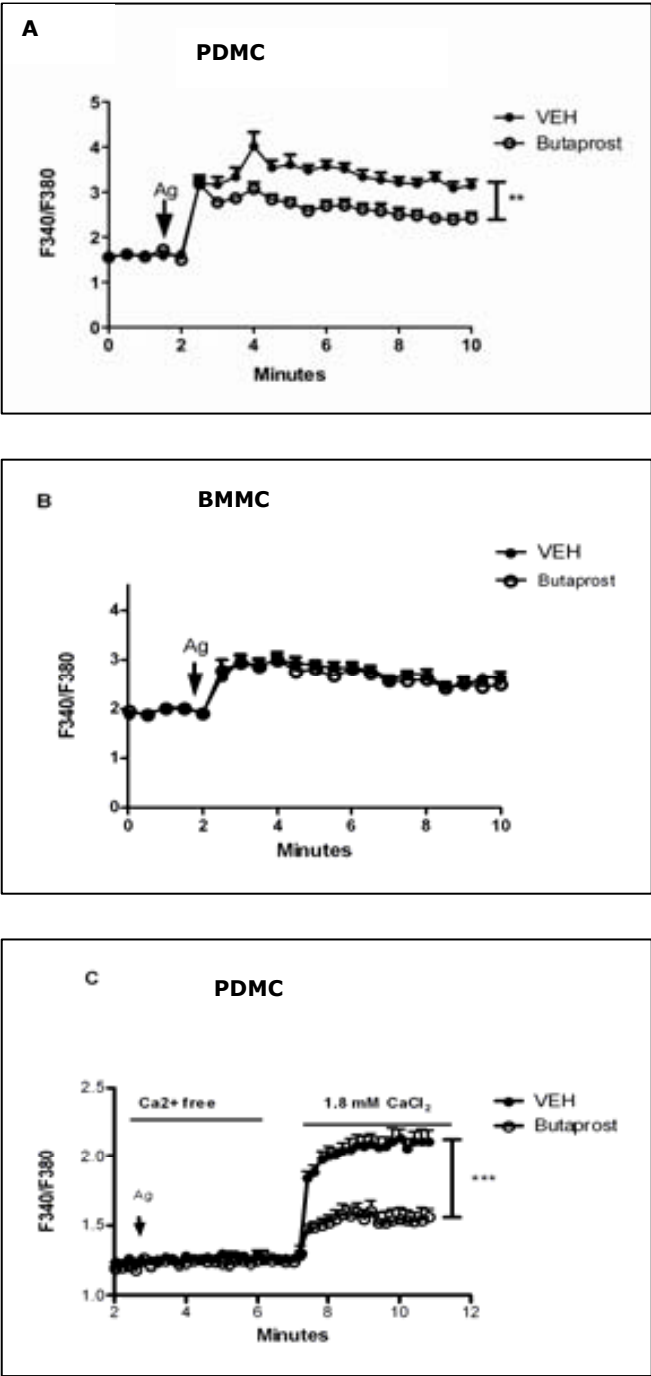 A
PDMC
VEH
Butaprost
F340/F380
5
4
3
2
1
0
Ag
**
0 2 4 6 8 10
Minutes
B
BMMC
VEH
Butaprost
F340/F380
4
3
2
1
0
Ag
0 2 4 6 8 10
Minutes
C
PDMC
VEH
Butaprost
F340/F380
2.5
2.0
1.5
1.0
Ca2+ free
1.8 mM CaCl₂
Ag
***
2 4 6 8 10 12
Minutes